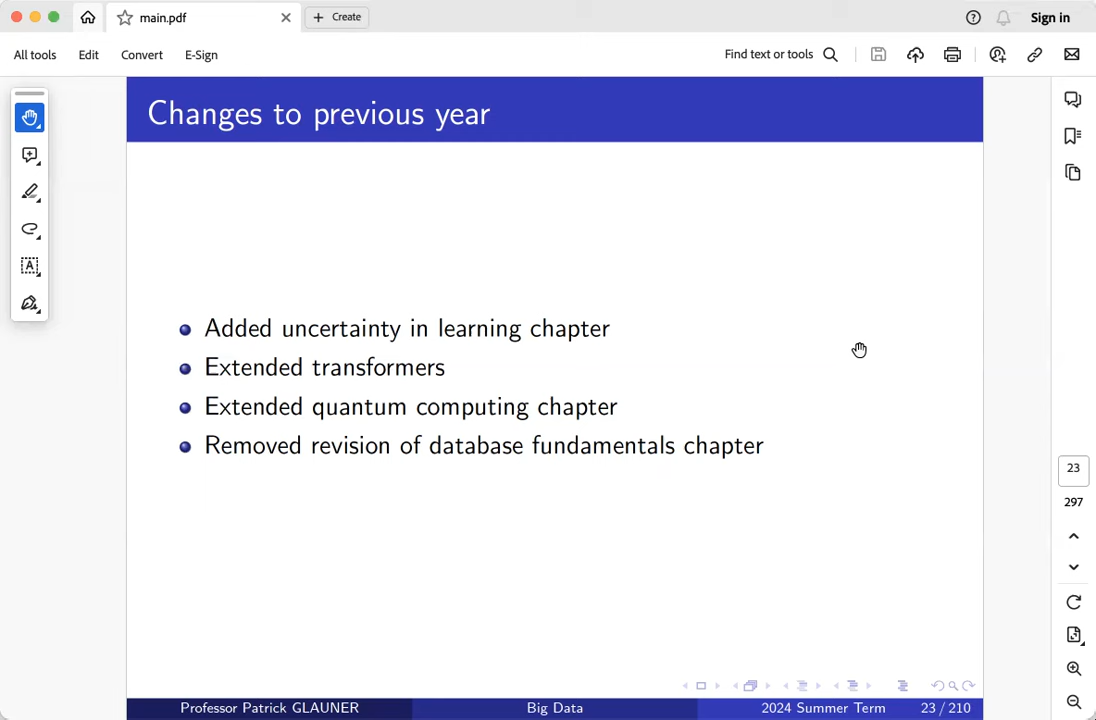 main.pdf
Create
Sign in
All tools
Edit
Convert
E-Sign
Find text or tools
Changes to previous year
Added uncertainty in learning chapter
Extended transformers
Extended quantum computing chapter
Removed revision of database fundamentals chapter
23
297
Professor Patrick GLAUNER
Big Data
2024 Summer Term
23 / 210